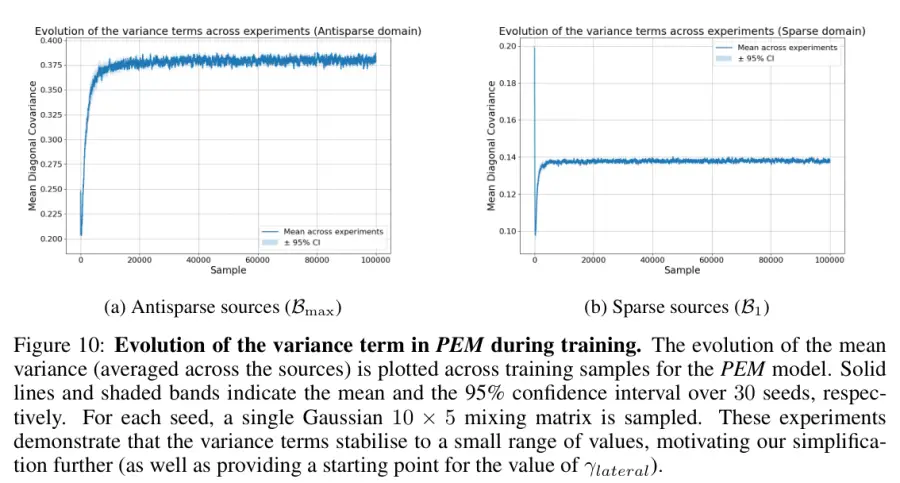 Evolution of the variance terms across experiments (Antisparse domain)
0.400
0.375
0.350
0.325
0.300
0.275
0.250
0.225
0.200
Mean Diagonal Covariance
Mean across experiments
± 95% CI
0
20000
40000
60000
80000
100000
Sample
(a) Antisparse sources (ℬmax)
Evolution of the variance terms across experiments (Sparse domain)
0.20
0.18
0.16
0.14
0.12
0.10
Mean Diagonal Covariance
Mean across experiments
± 95% CI
0
20000
40000
60000
80000
100000
Sample
(b) Sparse sources (ℬ1)
Figure 10: Evolution of the variance term in PEM during training. The evolution of the mean
variance (averaged across the sources) is plotted across training samples for the PEM model. Solid
lines and shaded bands indicate the mean and the 95% confidence interval over 30 seeds, respec-
tively. For each seed, a single Gaussian 10 × 5 mixing matrix is sampled. These experiments
demonstrate that the variance terms stabilise to a small range of values, motivating our simplifica-
tion further (as well as providing a starting point for the value of γlateral).